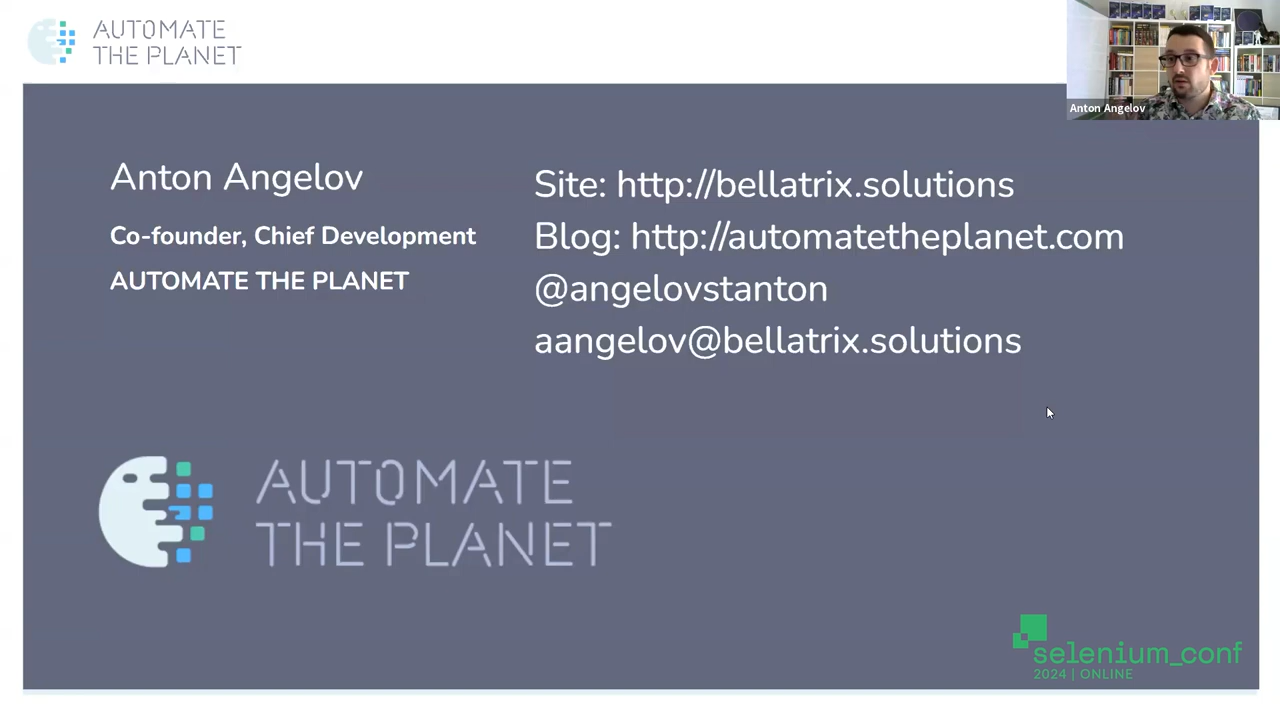 AUTOMATE
THE PLANET
Anton Angelov
Anton Angelov
Co-founder, Chief Development
AUTOMATE THE PLANET
Site: http://bellatrix.solutions
Blog: http://automatetheplanet.com
@angelovstanton
aangelov@bellatrix.solutions
AUTOMATE
THE PLANET
selenium_conf
2024 | ONLINE